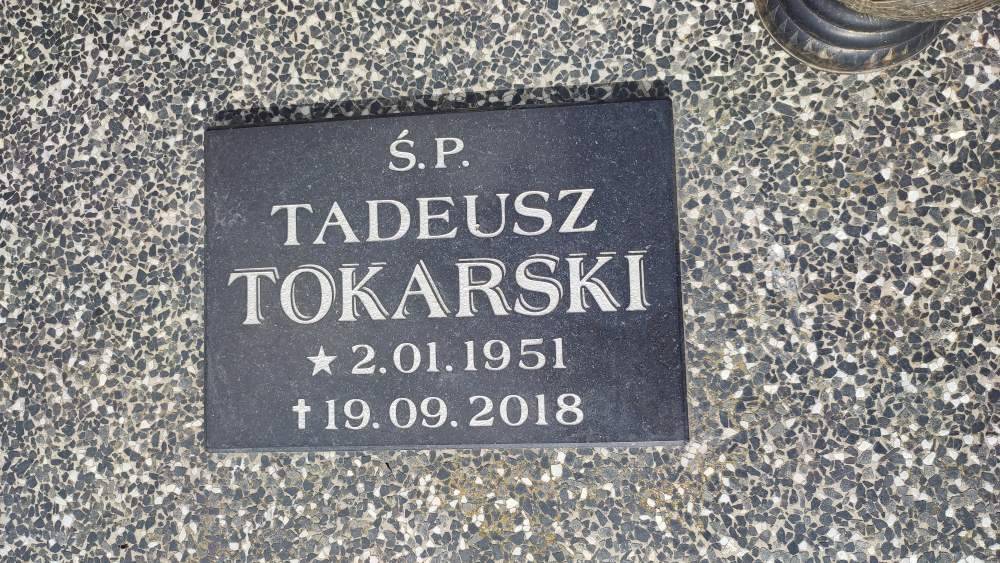 Ś.P.
TADEUSZ
TOKARSKI
★ 2.01.1951
✝ 19.09.2018